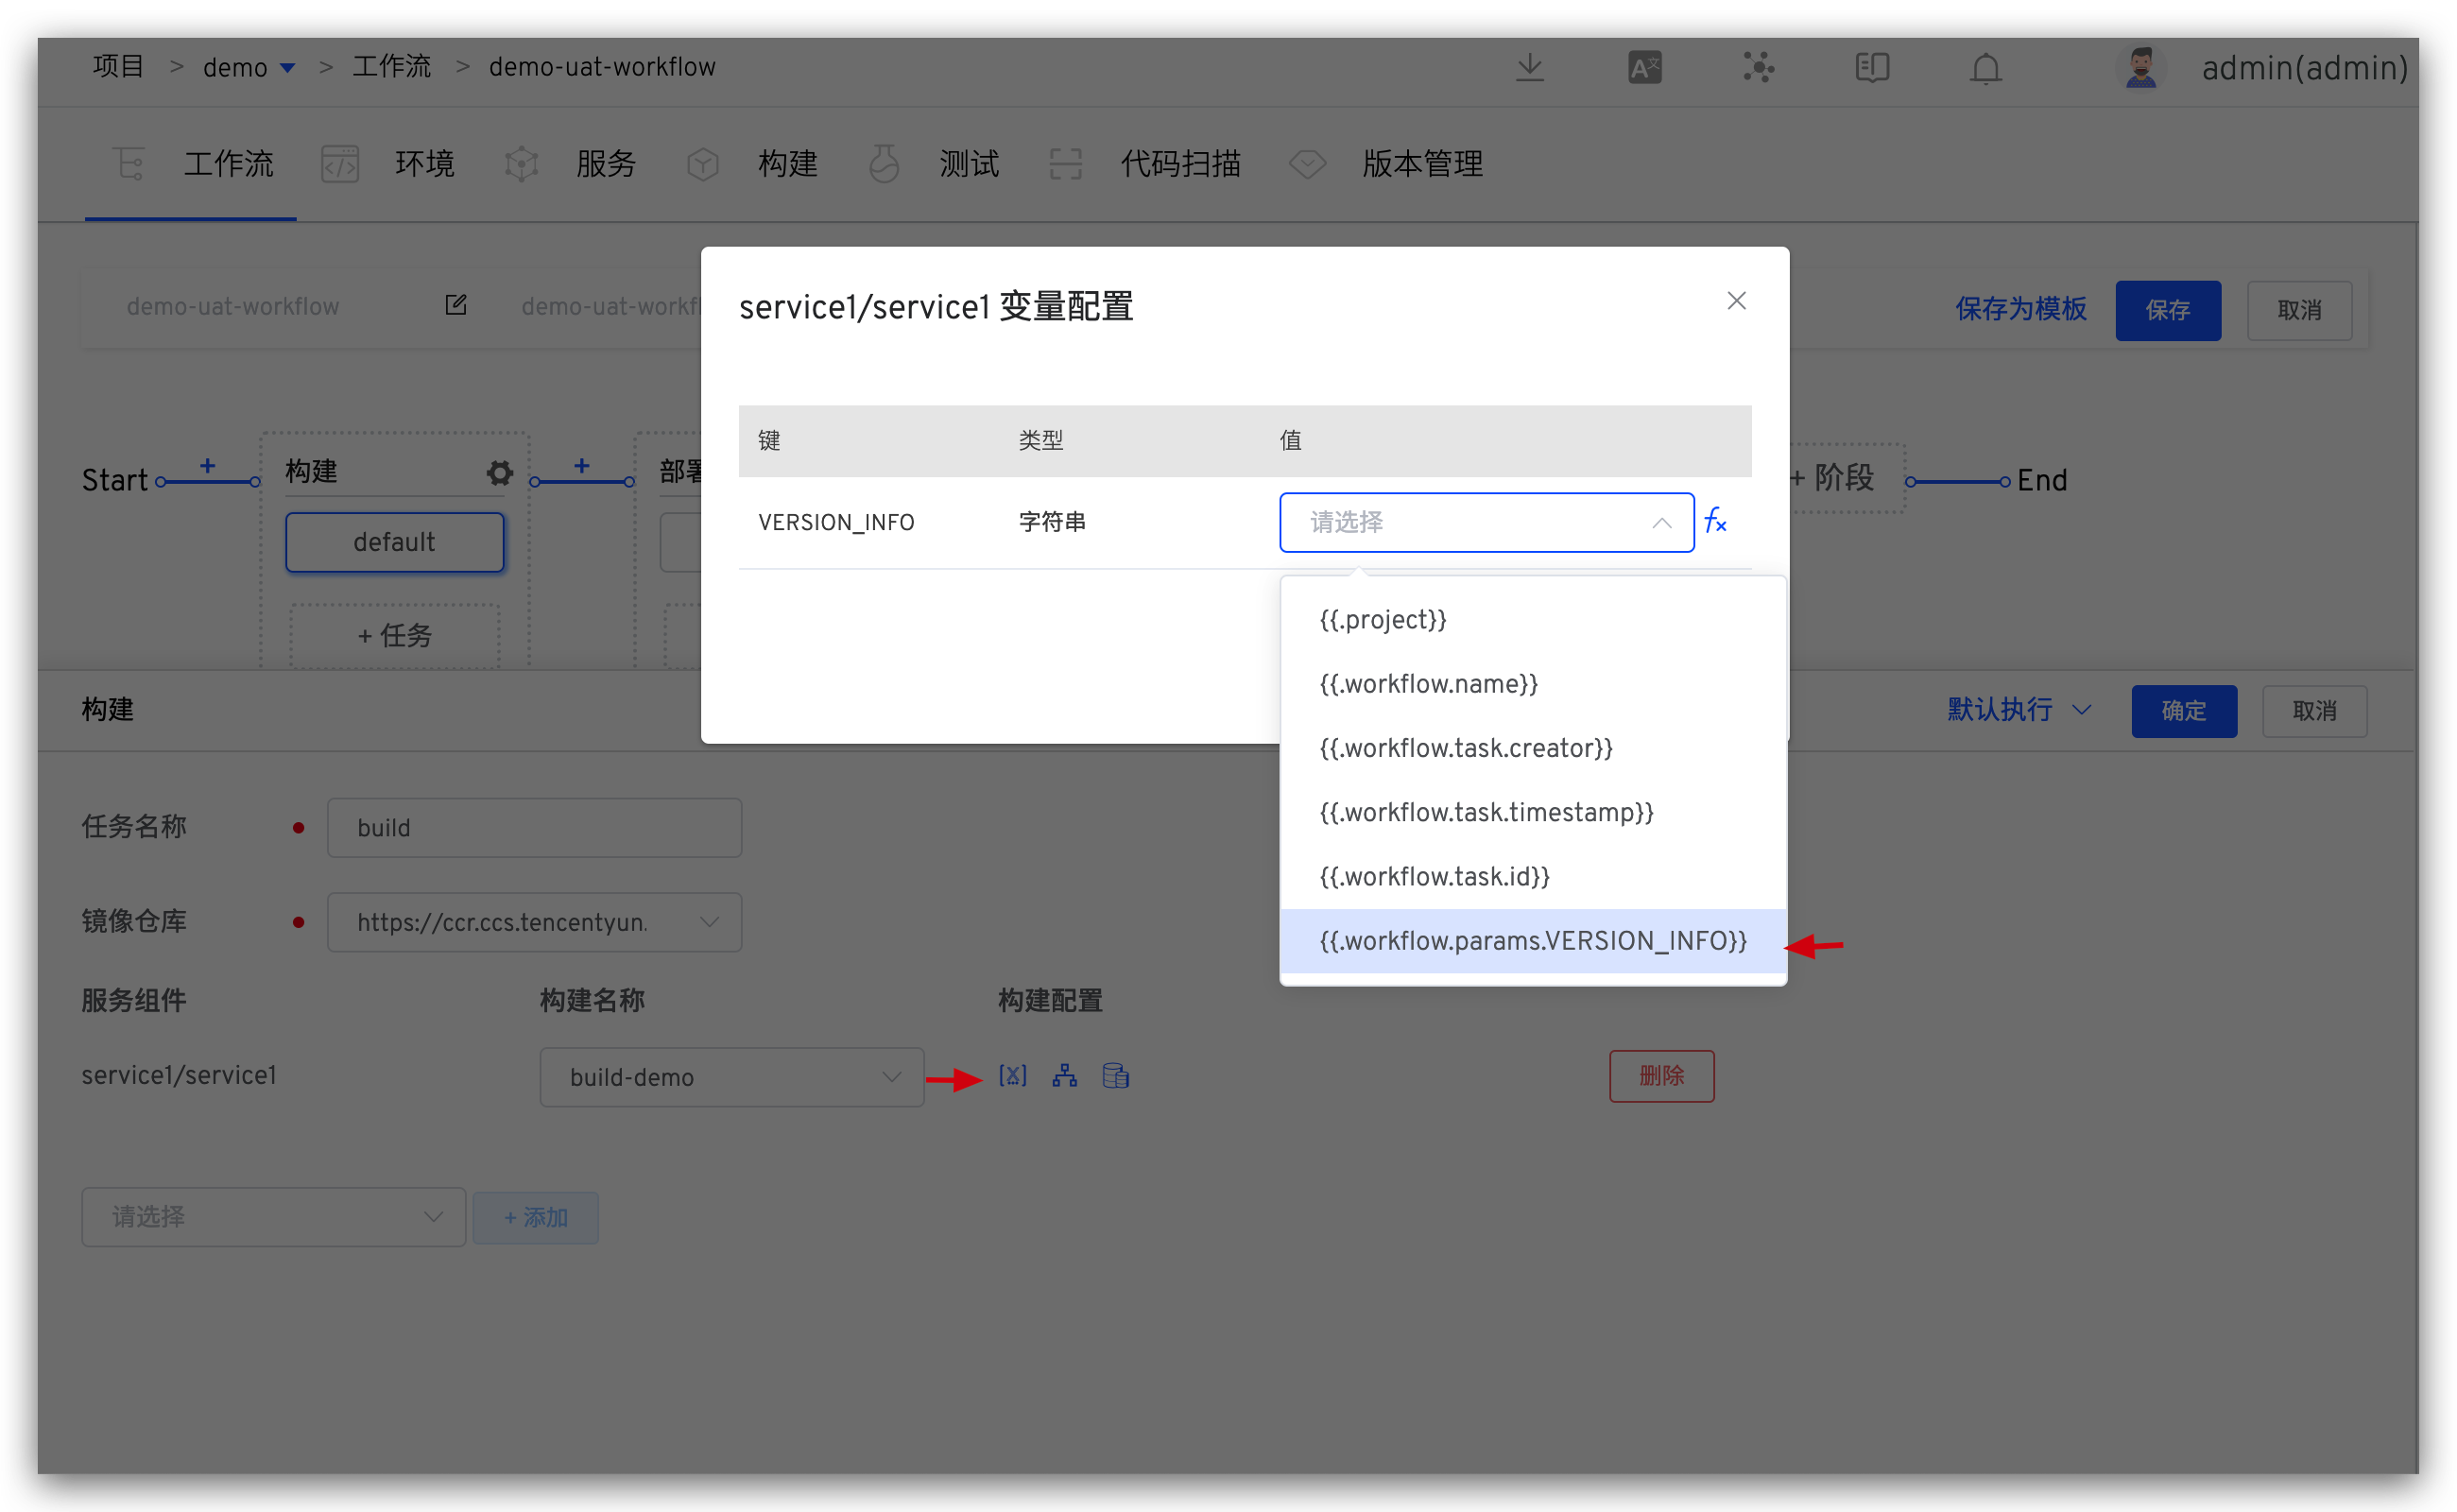 项目 > demo > 工作流 > demo-uat-workflow
admin(admin)
工作流 环境 服务 构建 测试 代码扫描 版本管理
demo-uat-workflow demo-uat-workfl 保存为模板 保存 取消
service1/service1 变量配置
键 类型 值
VERSION_INFO 字符串 请选择 fx
{{.project}}
{{.workflow.name}}
{{.workflow.task.creator}}
{{.workflow.task.timestamp}}
{{.workflow.task.id}}
{{.workflow.params.VERSION_INFO}}
Start + 构建 + 部署 + 阶段 End
default
+ 任务
构建 默认执行 确定 取消
任务名称 build
镜像仓库 https://ccr.ccs.tencentyun.
服务组件 构建名称 构建配置
service1/service1 build-demo [x] 删除
请选择 + 添加